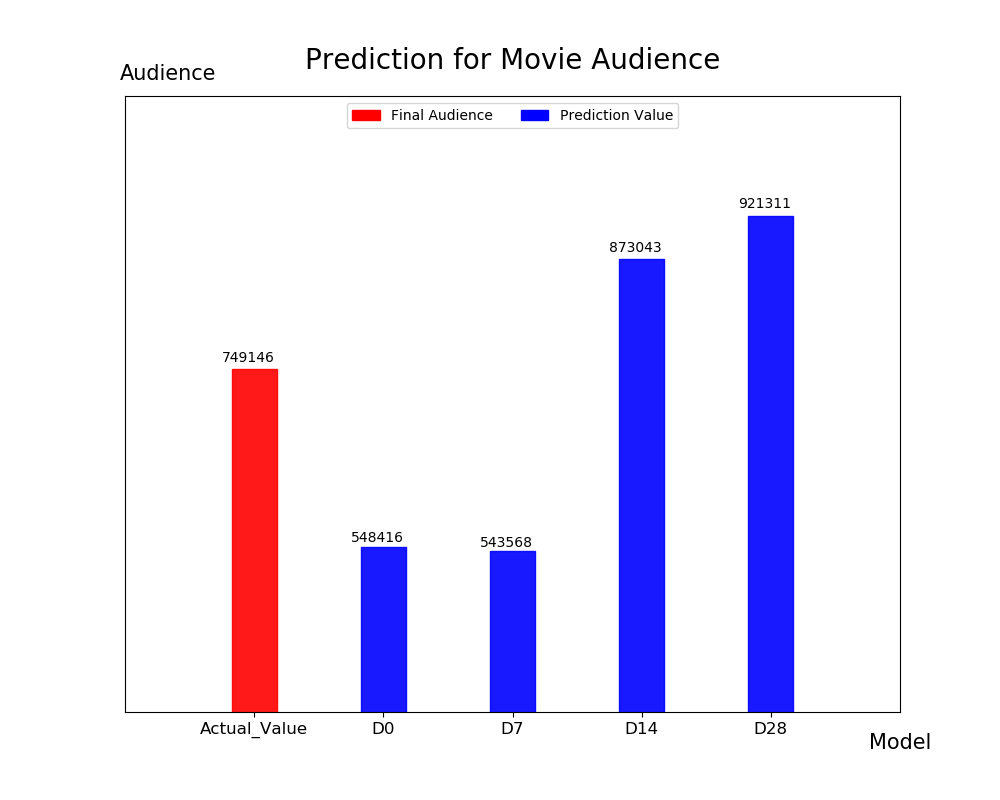 Prediction for Movie Audience
Audience
Final Audience Prediction Value
921311
873043
749146
548416
543568
Actual_Value D0 D7 D14 D28
Model